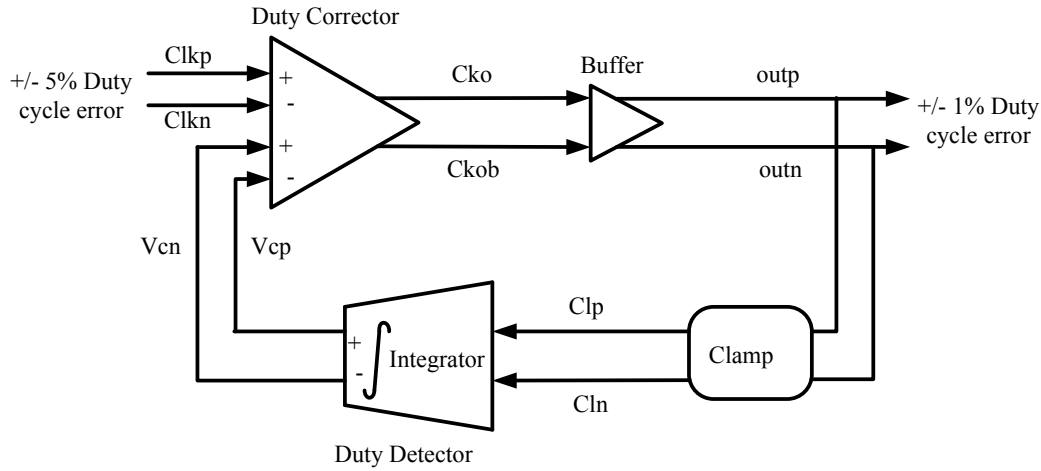 Duty Corrector
Clkp
+/- 5% Duty
cycle error
Clkn
+
-
+
-
Cko
Ckob
Buffer
outp
outn
+/- 1% Duty
cycle error
Vcn
Vcp
+
-
∫ Integrator
Clp
Cln
Clamp
Duty Detector